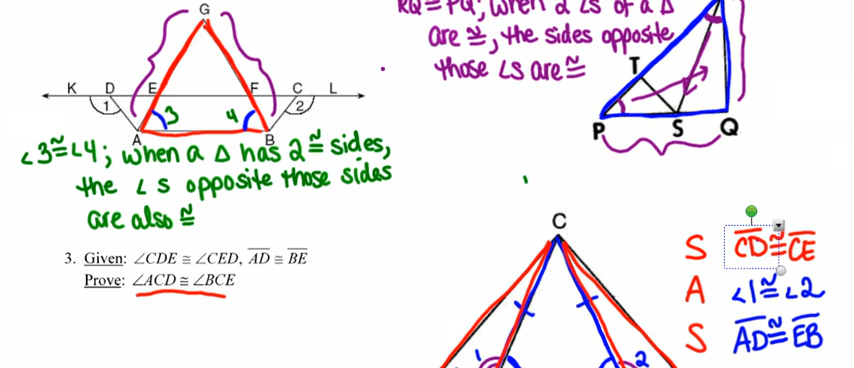 G
K D E F C L
1 3 4 2
A B
∠3≅∠4; when a Δ has 2 ≅ sides,
the ∠s opposite those sides
are also ≅
RQ≅PQ; when 2 ∠s of a Δ
are ≅, the sides opposite
those ∠s are ≅
T
P S Q
3. Given: ∠CDE ≅ ∠CED, AD ≅ BE
Prove: ∠ACD ≅ ∠BCE
C
1 2
S CD≅CE
A ∠1≅∠2
S AD≅EB